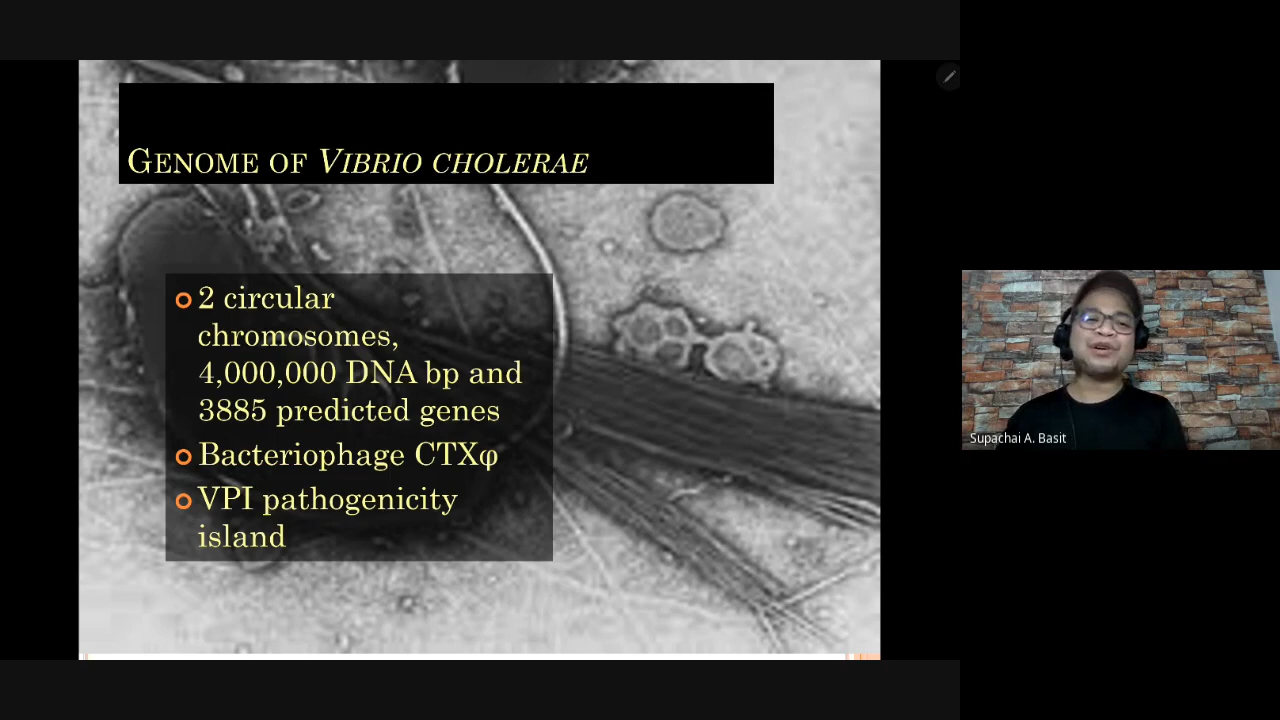 GENOME OF VIBRIO CHOLERAE
2 circular
chromosomes,
4,000,000 DNA bp and
3885 predicted genes
Bacteriophage CTXφ
VPI pathogenicity
island
Supachai A. Basit